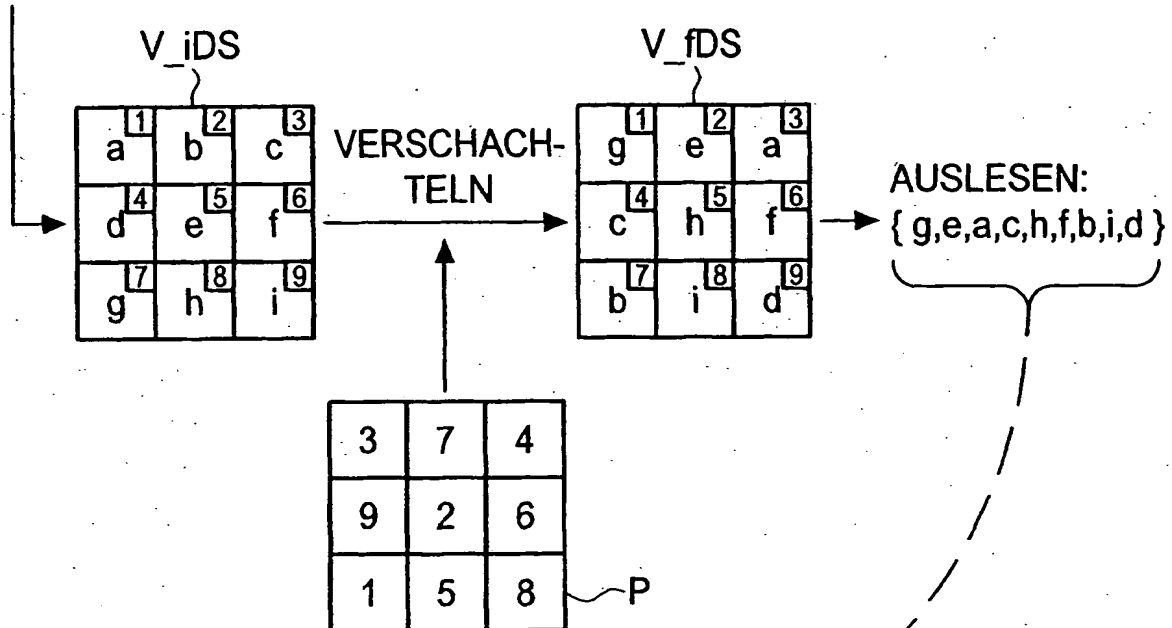 V_iDS
V_fDS
1 2 3
a b c
4 5 6
d e f
7 8 9
g h i
VERSCHACH-
TELN
1 2 3
g e a
4 5 6
c h f
7 8 9
b i d
AUSLESEN:
{ g,e,a,c,h,f,b,i,d }
3 7 4
9 2 6
1 5 8
P